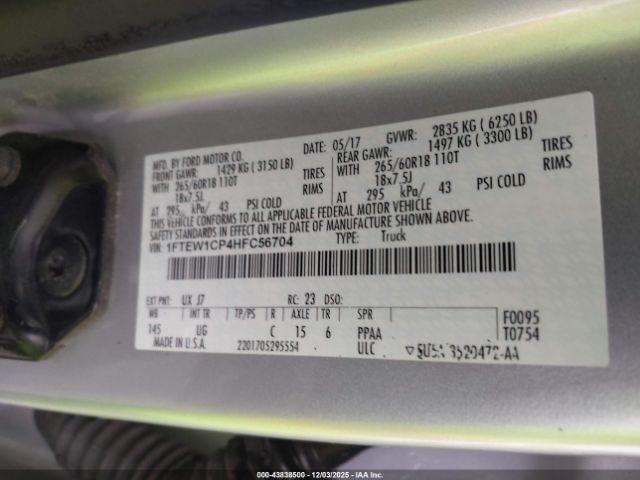 MFD. BY FORD MOTOR CO.
DATE: 05/17 GVWR: 2835 KG ( 6250 LB)
FRONT GAWR: 1429 KG ( 3150 LB)
REAR GAWR: 1497 KG ( 3300 LB)
WITH 265/60R18 110T TIRES
WITH 265/60R18 110T TIRES
18x7.5J RIMS
18x7.5J RIMS
AT 295 kPa/ 43 PSI COLD
AT 295 kPa/ 43 PSI COLD
THIS VEHICLE CONFORMS TO ALL APPLICABLE FEDERAL MOTOR VEHICLE
SAFETY STANDARDS IN EFFECT ON THE DATE OF MANUFACTURE SHOWN ABOVE.
VIN: 1FTEW1CP4HFC56704
TYPE: Truck
EXT PNT: UX J7 RC: 23 DSO:
WB INT TR TP/PS R AXLE TR SPR
145 UG C 15 6 PPAA
F0095
T0754
MADE IN U.S.A. 2201705295554 ULC
000-43838500 - 12/03/2025 - Copyright IAA, Inc.